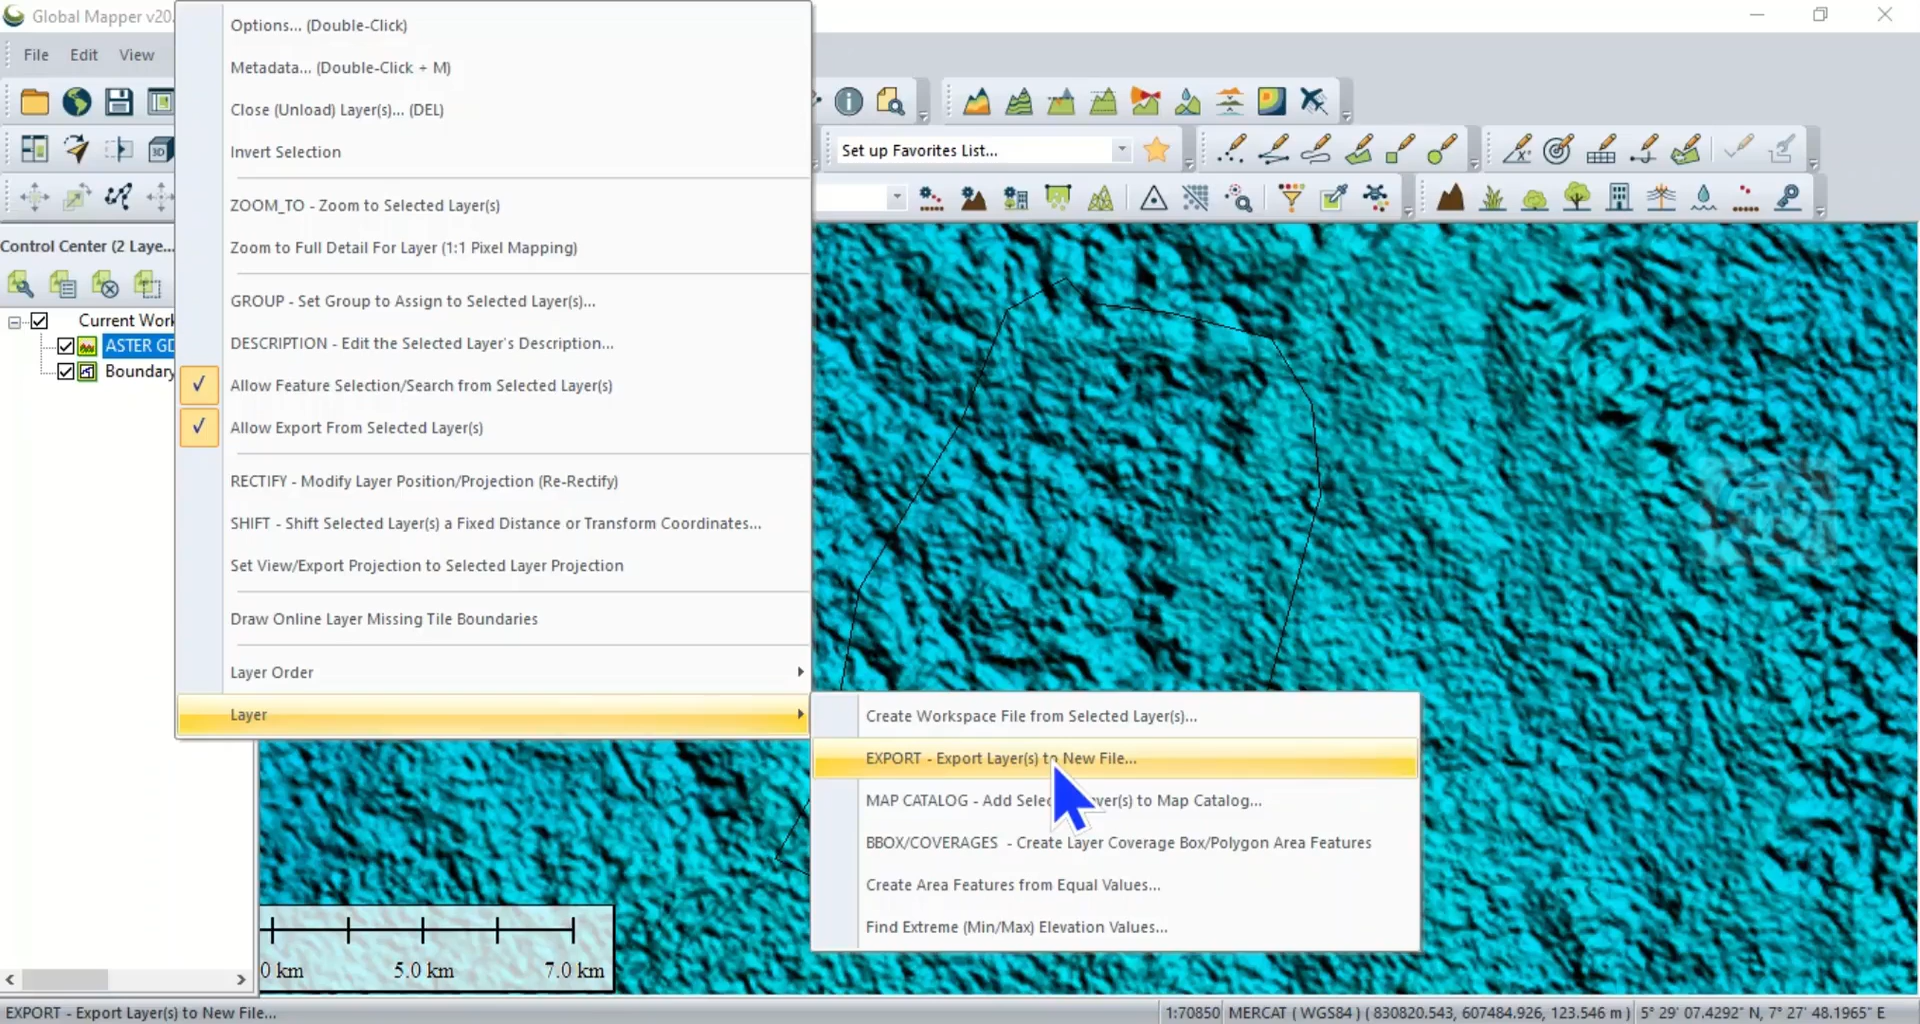 Global Mapper v20.
File Edit View
Options... (Double-Click)
Metadata... (Double-Click + M)
Close (Unload) Layer(s)... (DEL)
Invert Selection
ZOOM_TO - Zoom to Selected Layer(s)
Zoom to Full Detail For Layer (1:1 Pixel Mapping)
GROUP - Set Group to Assign to Selected Layer(s)...
DESCRIPTION - Edit the Selected Layer's Description...
Allow Feature Selection/Search from Selected Layer(s)
Allow Export From Selected Layer(s)
RECTIFY - Modify Layer Position/Projection (Re-Rectify)
SHIFT - Shift Selected Layer(s) a Fixed Distance or Transform Coordinates...
Set View/Export Projection to Selected Layer Projection
Draw Online Layer Missing Tile Boundaries
Layer Order
Layer
Create Workspace File from Selected Layer(s)...
EXPORT - Export Layer(s) to New File...
MAP CATALOG - Add Selec yer(s) to Map Catalog...
BBOX/COVERAGES - Create Layer Coverage Box/Polygon Area Features
Create Area Features from Equal Values...
Find Extreme (Min/Max) Elevation Values...
Set up Favorites List...
3D
Control Center (2 Laye...
Current Work
ASTER GD
Boundary
0 km 5.0 km 7.0 km
EXPORT - Export Layer(s) to New File...
1:70850 MERCAT ( WGS84 ) ( 830820.543, 607484.926, 123.546 m ) 5° 29' 07.4292" N, 7° 27' 48.1965" E